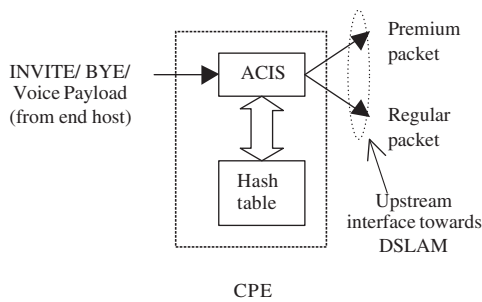 INVITE/ BYE/
Voice Payload
(from end host)
ACIS
Hash
table
Premium
packet
Regular
packet
Upstream
interface towards
DSLAM
CPE